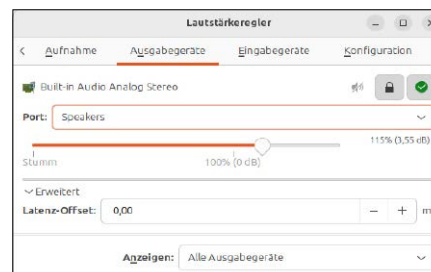 Lautstärkeregler
Aufnahme Ausgabegeräte Eingabegeräte Konfiguration
Built-in Audio Analog Stereo
Port: Speakers
115% (3,55 dB)
Stumm 100% (0 dB)
Erweitert
Latenz-Offset: 0,00 − + m
Anzeigen: Alle Ausgabegeräte